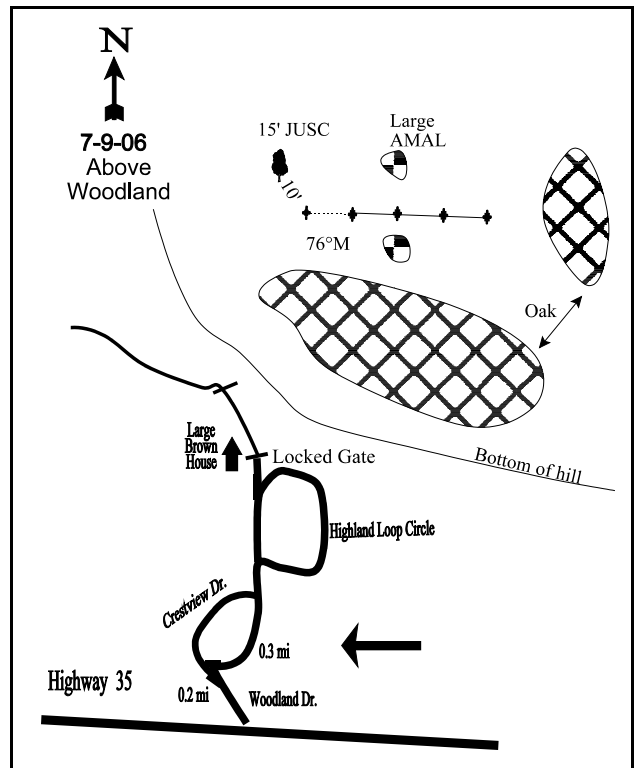 N
7-9-06
Above
Woodland
15' JUSC
Large
AMAL
10'
76°M
Oak
Large
Brown
House
Locked Gate
Bottom of hill
Highland Loop Circle
Crestview Dr.
0.3 mi
Highway 35
0.2 mi
Woodland Dr.